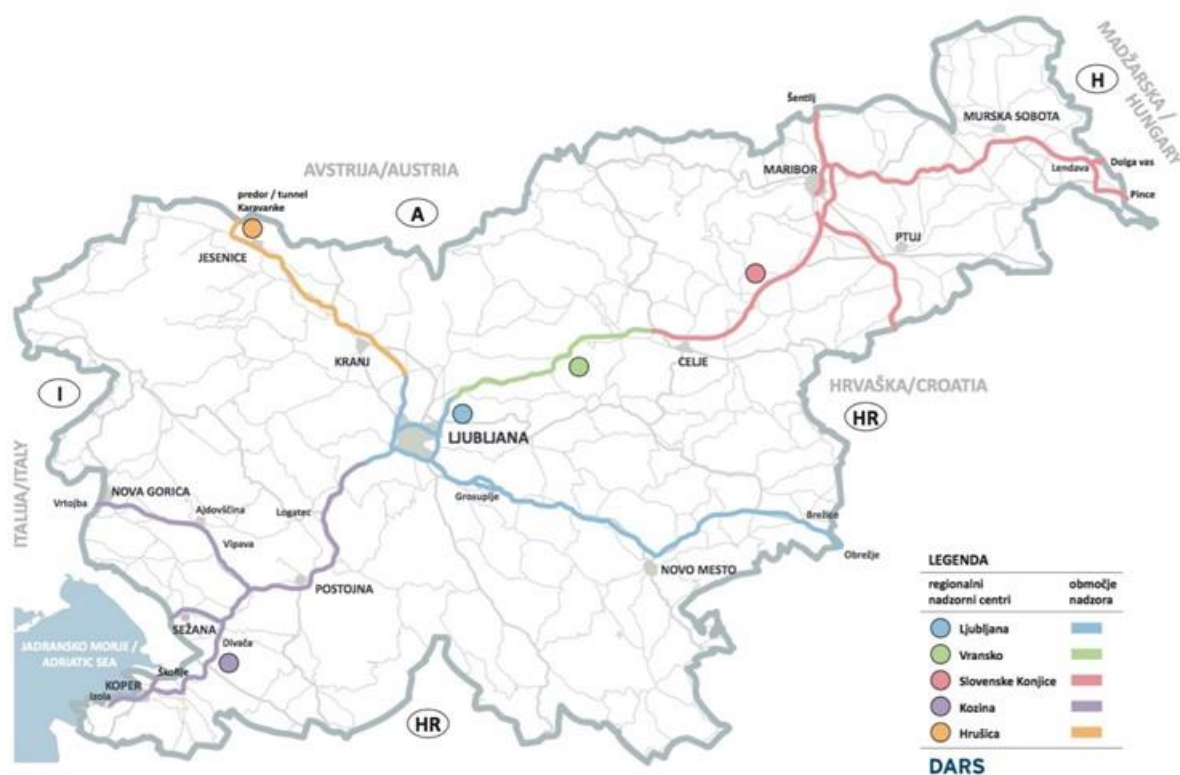 MADŽARSKA /
HUNGARY
H
Šentilj
MURSKA SOBOTA
AVSTRIJA/AUSTRIA
MARIBOR
Lendava
Dolga vas
Pince
predor / tunnel
Karavanke
A
PTUJ
JESENICE
KRANJ
CELJE
I
HRVAŠKA/CROATIA
HR
LJUBLJANA
ITALIJA/ITALY
NOVA GORICA
Vrtojba
Ajdovščina
Logatec
Grosuplje
Vipava
Brežice
Obrežje
POSTOJNA
NOVO MESTO
SEŽANA
Divača
JADRANSKO MORJE /
ADRIATIC SEA
Škofije
KOPER
Izola
HR
LEGENDA
regionalni
nadzorni centri
območje
nadzora
Ljubljana
Vransko
Slovenske Konjice
Kozina
Hrušica
DARS